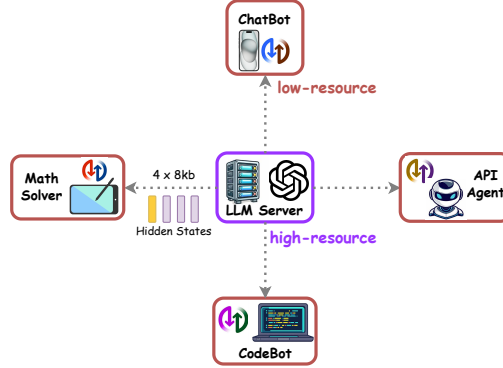 ChatBot
low-resource
Math
Solver
4 x 8kb
Hidden States
LLM Server
API
Agent
high-resource
CodeBot